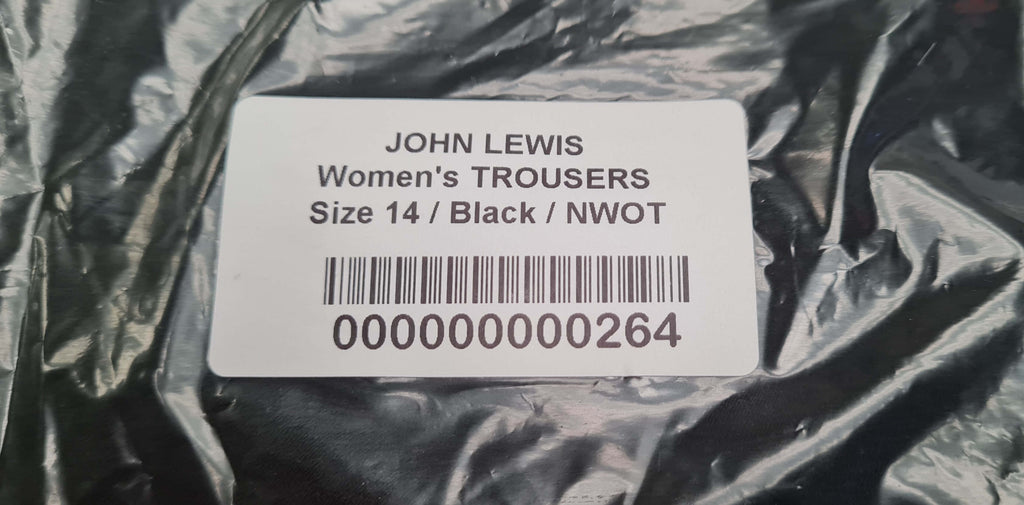 JOHN LEWIS
Women's TROUSERS
Size 14 / Black / NWOT
000000000264